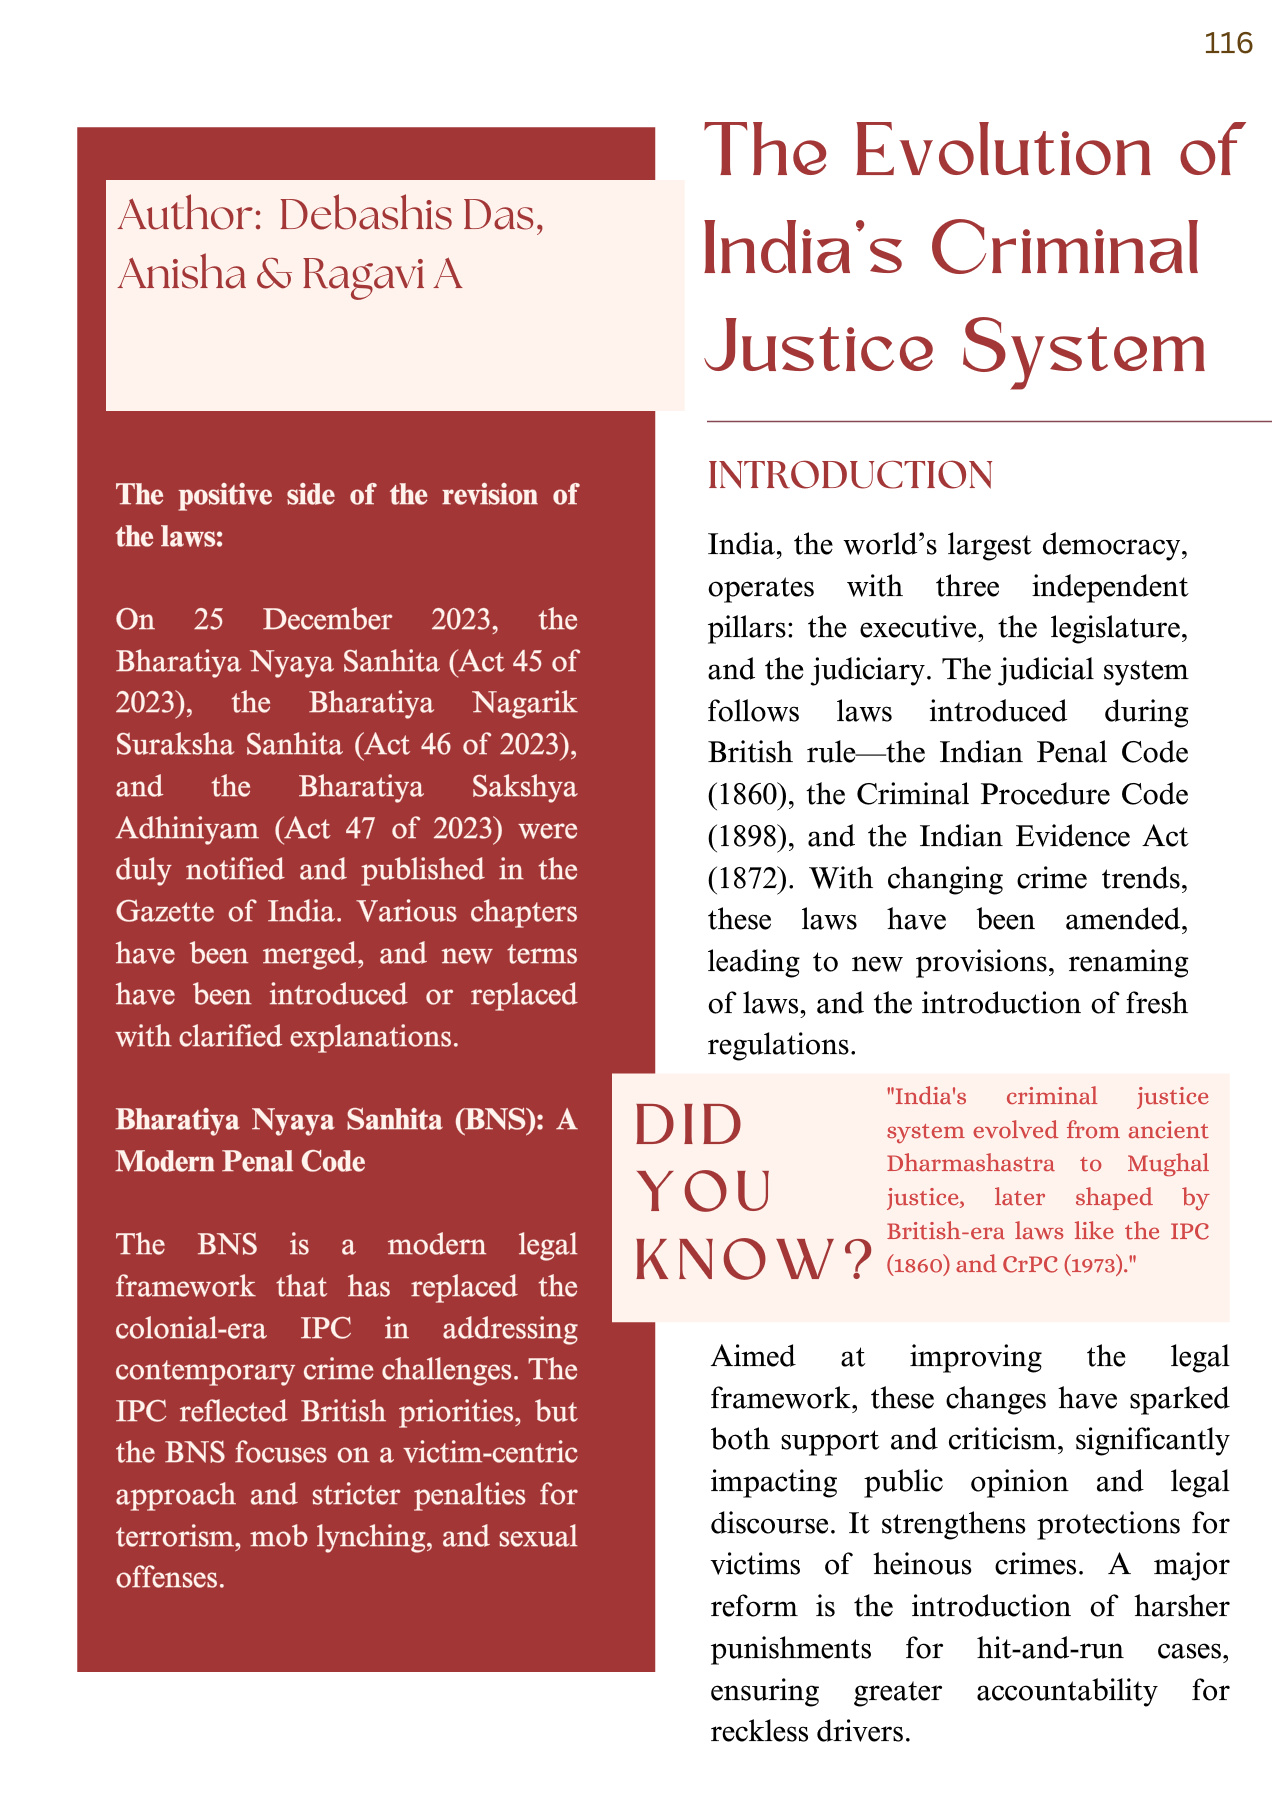 116
The Evolution of
India’s Criminal
Justice System
Author: Debashis Das,
Anisha & Ragavi A
The positive side of the revision of
the laws:
On 25 December 2023, the
Bharatiya Nyaya Sanhita (Act 45 of
2023), the Bharatiya Nagarik
Suraksha Sanhita (Act 46 of 2023),
and the Bharatiya Sakshya
Adhiniyam (Act 47 of 2023) were
duly notified and published in the
Gazette of India. Various chapters
have been merged, and new terms
have been introduced or replaced
with clarified explanations.
Bharatiya Nyaya Sanhita (BNS): A
Modern Penal Code
The BNS is a modern legal
framework that has replaced the
colonial-era IPC in addressing
contemporary crime challenges. The
IPC reflected British priorities, but
the BNS focuses on a victim-centric
approach and stricter penalties for
terrorism, mob lynching, and sexual
offenses.
INTRODUCTION
India, the world’s largest democracy,
operates with three independent
pillars: the executive, the legislature,
and the judiciary. The judicial system
follows laws introduced during
British rule—the Indian Penal Code
(1860), the Criminal Procedure Code
(1898), and the Indian Evidence Act
(1872). With changing crime trends,
these laws have been amended,
leading to new provisions, renaming
of laws, and the introduction of fresh
regulations.
DID
YOU
KNOW?
"India's criminal justice
system evolved from ancient
Dharmashastra to Mughal
justice, later shaped by
British-era laws like the IPC
(1860) and CrPC (1973)."
Aimed at improving the legal
framework, these changes have sparked
both support and criticism, significantly
impacting public opinion and legal
discourse. It strengthens protections for
victims of heinous crimes. A major
reform is the introduction of harsher
punishments for hit-and-run cases,
ensuring greater accountability for
reckless drivers.